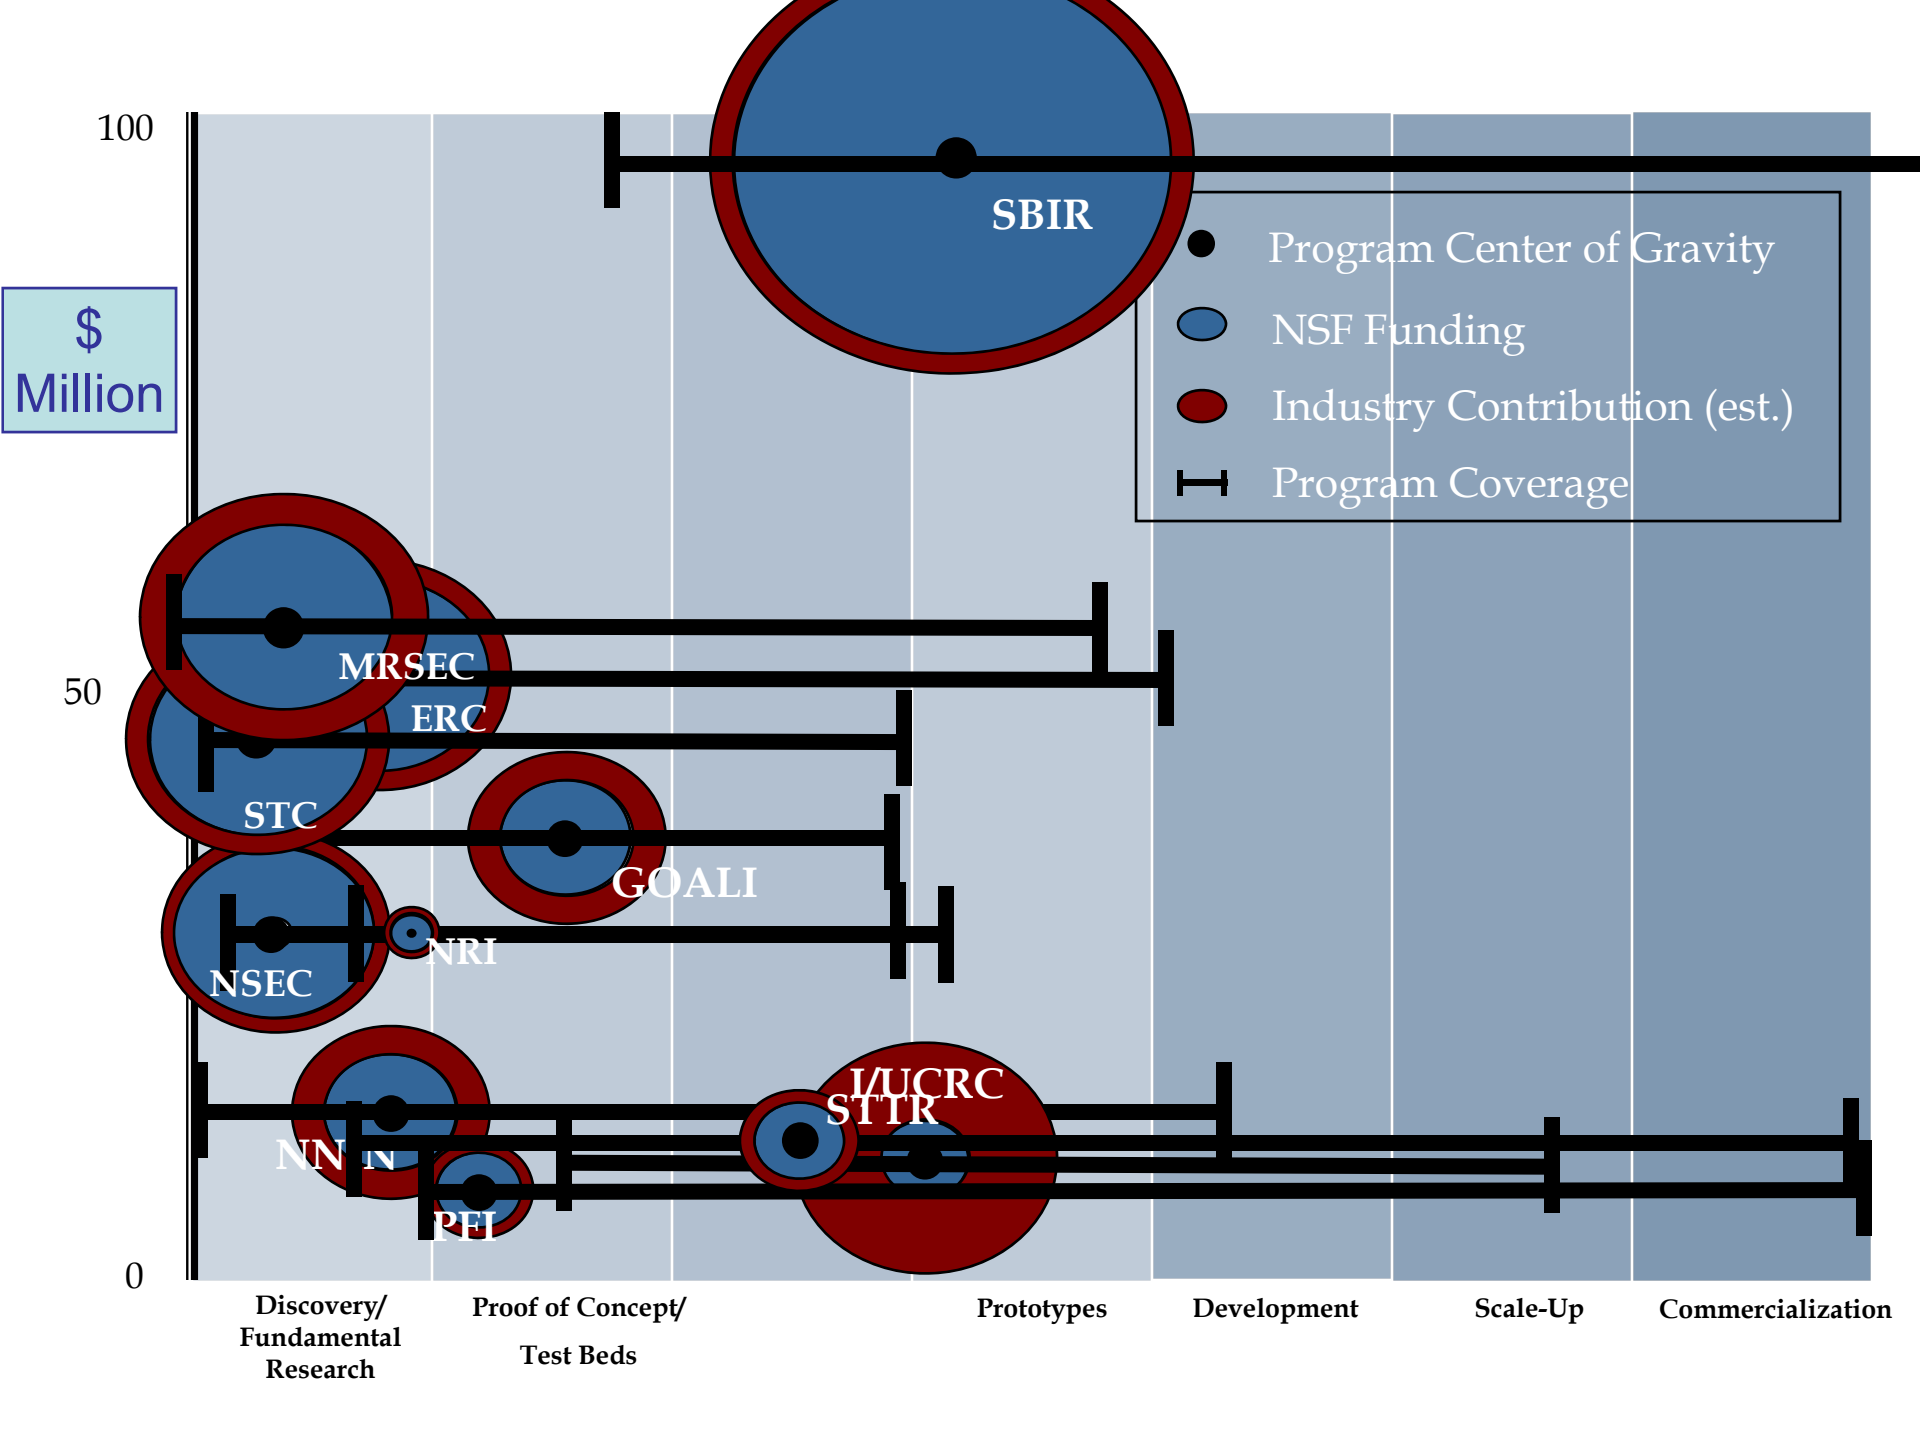 100
SBIR
Program Center of Gravity
$
Million
NSF Funding
Industry Contribution (est.)
Program Coverage
MRSEC
50
ERC
STC
GOALI
NRI
NSEC
I/UCRC
STTR
PFI
0
Discovery/
Fundamental
Research
Proof of Concept/
Test Beds
Prototypes
Development
Scale-Up
Commercialization